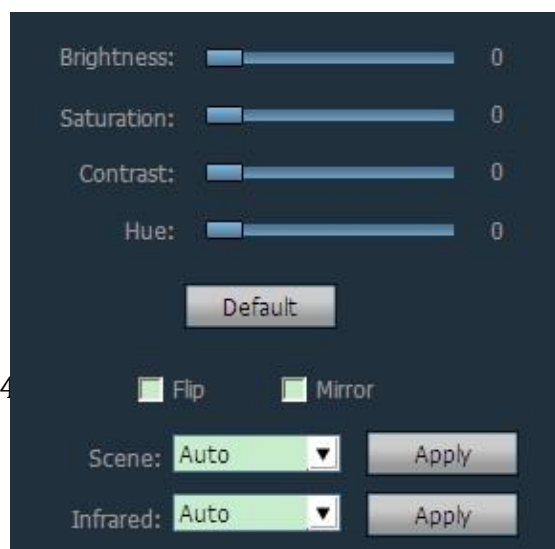 Brightness: 0
Saturation: 0
Contrast: 0
Hue: 0
Default
4 Flip Mirror
Scene: Auto Apply
Infrared: Auto Apply